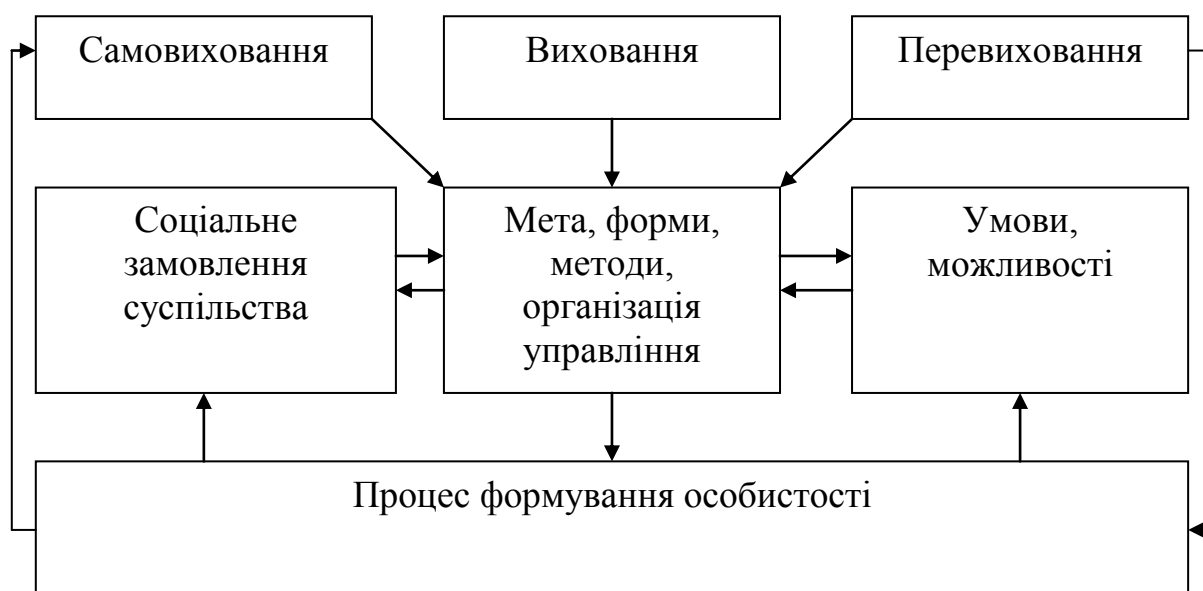 Самовиховання
Виховання
Перевиховання
Соціальне
замовлення
суспільства
Мета, форми,
методи,
організація
управління
Умови,
можливості
Процес формування особистості